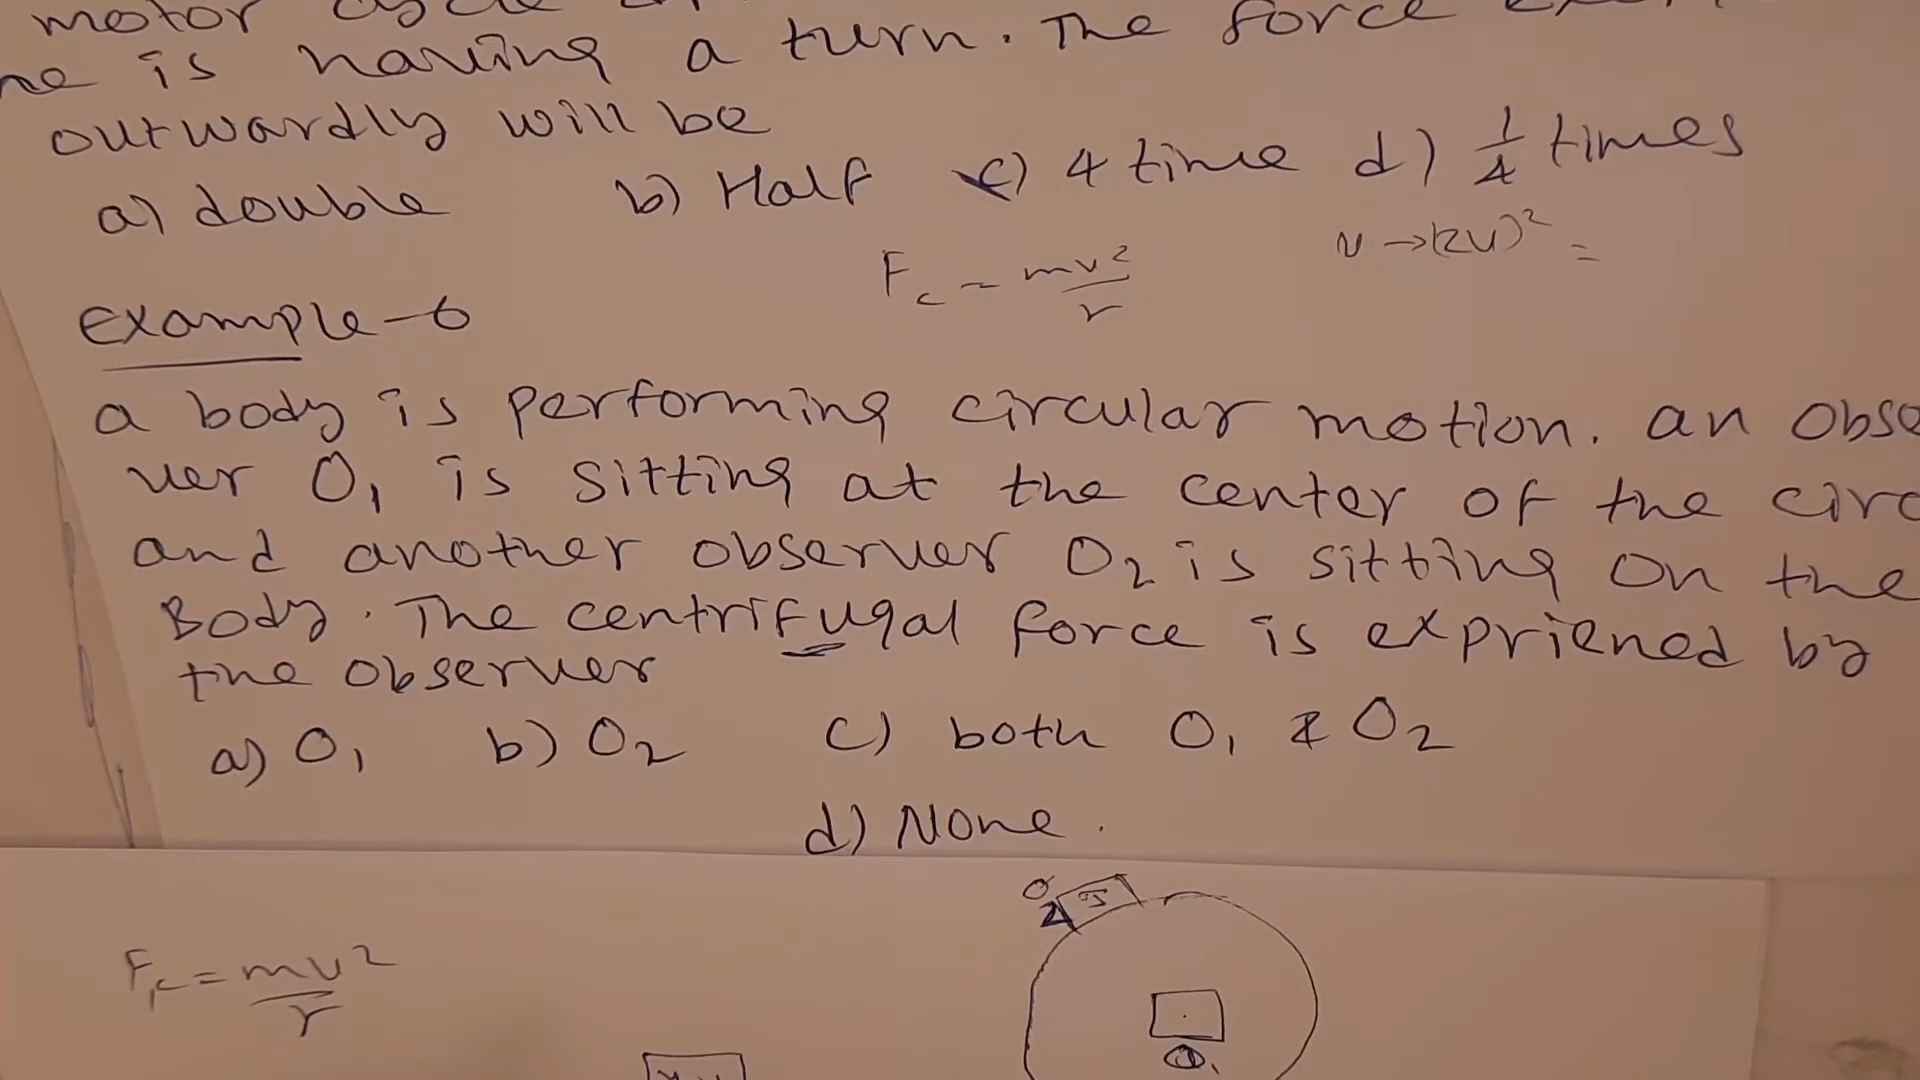 motor
is having a turn. The force
outwardly will be
a) double b) Half c) 4 time d) 1/4 times
Fc = mv²/r v → (2v)² =
Example-6
a body is performing circular motion. an obse
ver O₁ is sitting at the center of the circ
and another observer O₂ is sitting on the
Body. The centrifugal force is expriened by
the observer
a) O₁ b) O₂ c) both O₁ & O₂
d) None.
O₂
Fc = mv²/r
O₁